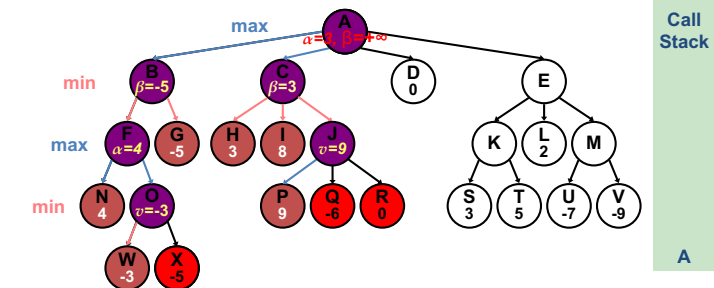 max
A
α=3, β=+∞
Call
Stack
min
B
β=-5
C
β=3
D
0
E
max
F
α=4
G
-5
H
3
I
8
J
v=9
K
L
2
M
min
N
4
O
v=-3
P
9
Q
-6
R
0
S
3
T
5
U
-7
V
-9
W
-3
X
-5
A